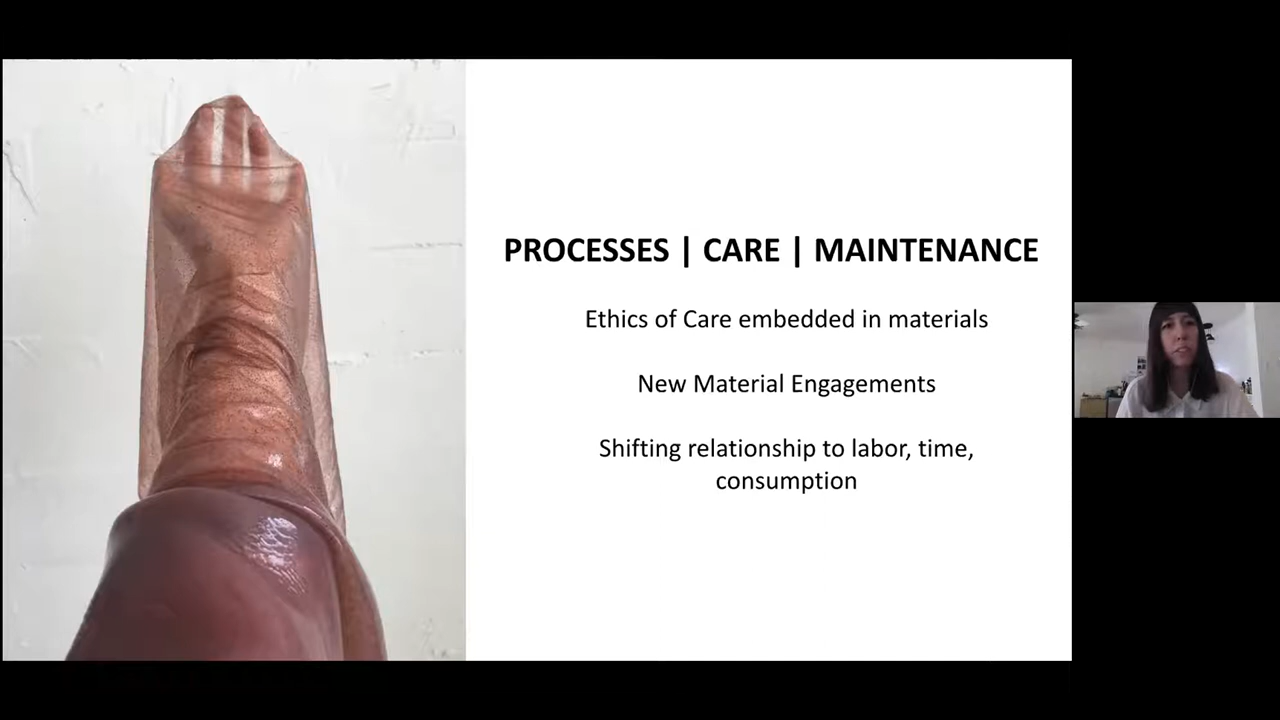 PROCESSES | CARE | MAINTENANCE
Ethics of Care embedded in materials
New Material Engagements
Shifting relationship to labor, time,
consumption